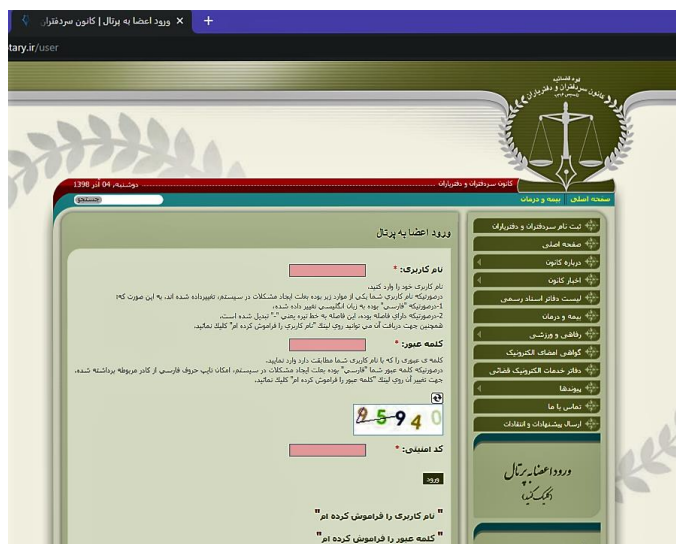 ورود اعضا به پرتال | کانون سردفتران
tary.ir/user
قوه قضائیه
کانون سردفتران و دفتریاران
کانون سردفتران و دفتریاران
دوشنبه, 04 آذر 1398
صفحه اصلی بیمه و درمان
جستجو
ثبت نام سردفتران و دفتریاران
صفحه اصلی
درباره کانون
اخبار کانون
لیست دفاتر اسناد رسمی
بیمه و درمان
رفاهی و ورزشی
گواهی امضای الکترونیک
دفاتر خدمات الکترونیک قضائی
پیوندها
تماس با ما
ارسال پیشنهادات و انتقادات
ورود اعضا به پرتال
(کلیک کنید)
ورود اعضا به پرتال
نام کاربری: *
نام کاربری خود را وارد کنید.
درصورتیکه نام کاربری شما یکی از موارد زیر بوده بعلت ایجاد مشکلات در سیستم، تغییرداده شده اند، به این صورت که:
1-درصورتیکه "فارسی" بوده به زبان انگلیسی تغییر داده شده،
2-درصورتیکه دارای فاصله بوده، این فاصله به خط تیره یعنی "-" تبدیل شده است.
همچنین جهت دریافت آن می توانید روی لینک "نام کاربری را فراموش کرده ام" کلیک نمائید.
کلمه عبور: *
کلمه ی عبوری را که با نام کاربری شما مطابقت دارد وارد نمایید.
درصورتیکه کلمه عبور شما "فارسی" بوده بعلت ایجاد مشکلات در سیستم، امکان تایپ حروف فارسی از کادر مربوطه برداشته شده،
جهت تغییر آن روی لینک "کلمه عبور را فراموش کرده ام" کلیک نمائید.
95940
کد امنیتی: *
ورود
" نام کاربری را فراموش کرده ام"
" کلمه عبور را فراموش کرده ام"